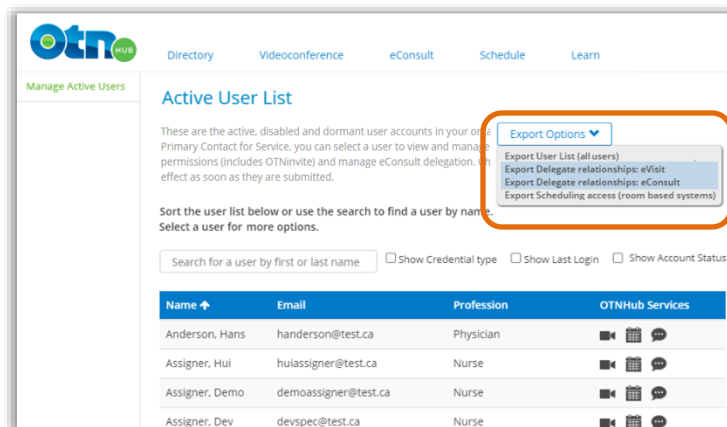 otn HUB
Directory Videoconference eConsult Schedule Learn
Manage Active Users
Active User List
These are the active, disabled and dormant user accounts in your
Primary Contact for Service, you can select a user to view and manage
permissions (includes OTNinvite) and manage eConsult delegation.
effect as soon as they are submitted.
Export Options
Export User List (all users)
Export Delegate relationships: eVisit
Export Delegate relationships: eConsult
Export Scheduling access (room based systems)
Sort the user list below or use the search to find a user by name.
Select a user for more options.
Search for a user by first or last name Show Credential type Show Last Login Show Account Status
Name Email Profession OTNHub Services
Anderson, Hans handerson@test.ca Physician
Assigner, Hui huiassigner@test.ca Nurse
Assigner, Demo demoassigner@test.ca Nurse
Assigner, Dev devspec@test.ca Nurse